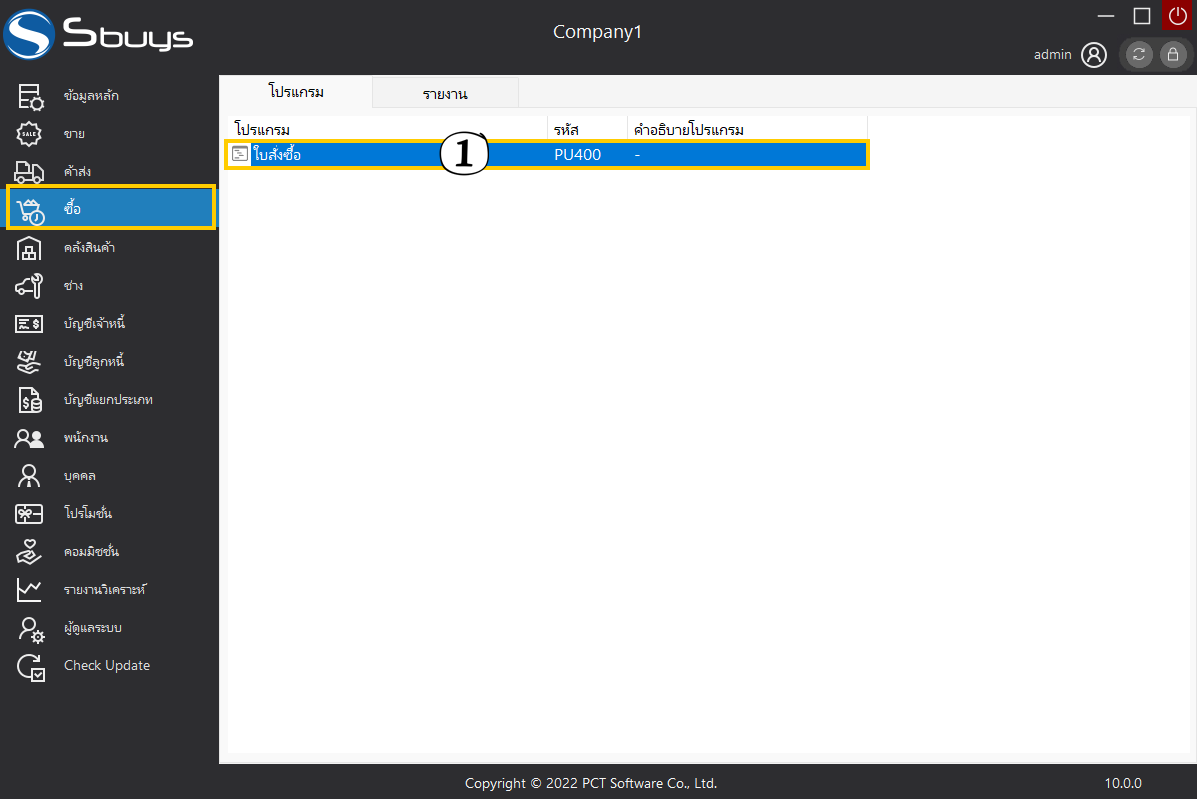 Sbuys
Company1
admin
ข้อมูลหลัก
ขาย
ค้าส่ง
ซื้อ
คลังสินค้า
ช่าง
บัญชีเจ้าหนี้
บัญชีลูกหนี้
บัญชีแยกประเภท
พนักงาน
บุคคล
โปรโมชั่น
คอมมิชชั่น
รายงานวิเคราะห์
ผู้ดูแลระบบ
Check Update
โปรแกรม รายงาน
โปรแกรม รหัส คำอธิบายโปรแกรม
ใบสั่งซื้อ 1 PU400 -
Copyright © 2022 PCT Software Co., Ltd. 10.0.0